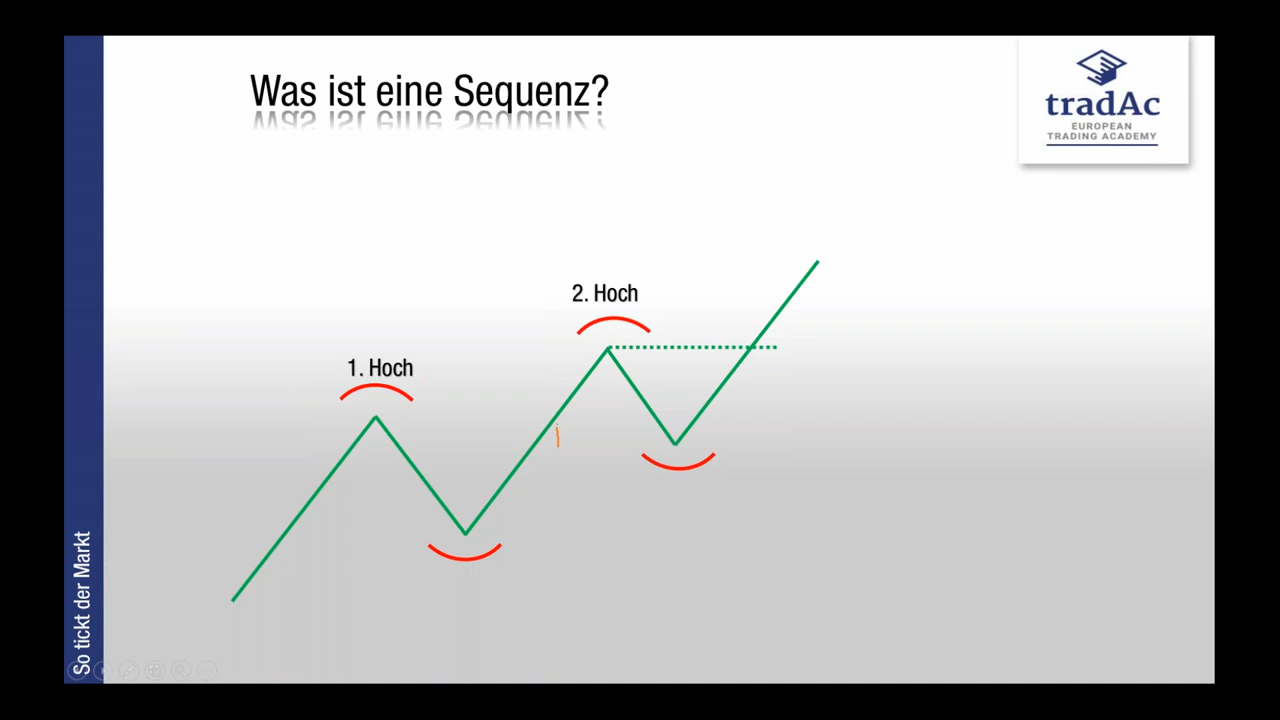 Was ist eine Sequenz?
tradAc
EUROPEAN
TRADING ACADEMY
2. Hoch
1. Hoch
So tickt der Markt